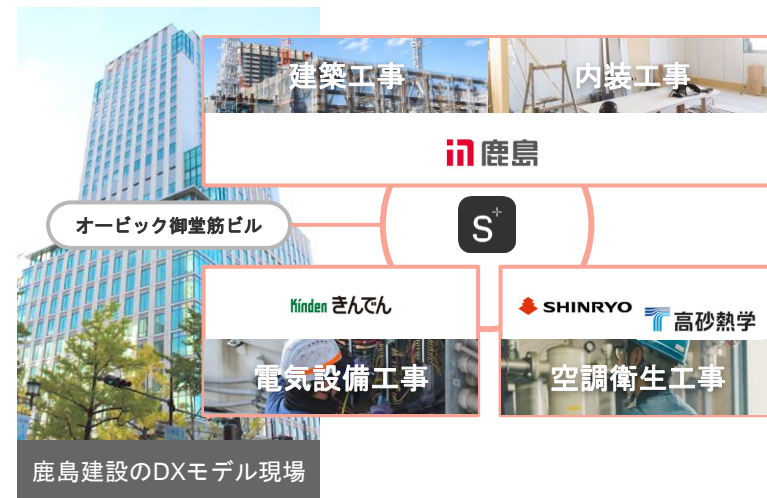 建築工事
内装工事
鹿島
オービック御堂筋ビル
S+
Kinden きんでん
SHINRYO
高砂熱学
電気設備工事
空調衛生工事
鹿島建設のDXモデル現場